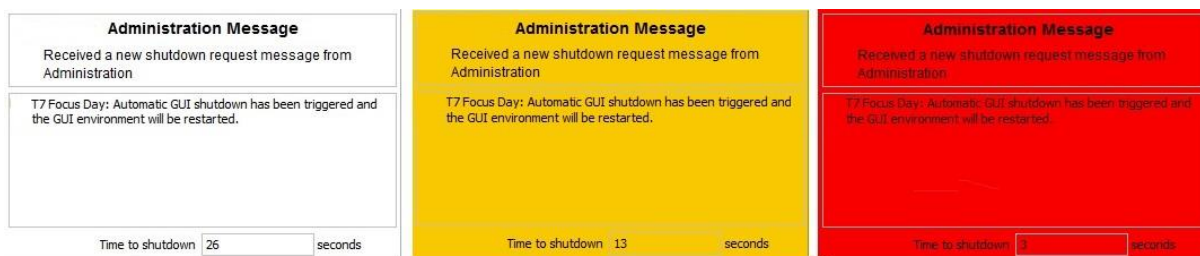 Administration Message
Received a new shutdown request message from
Administration
T7 Focus Day: Automatic GUI shutdown has been triggered and
the GUI environment will be restarted.
Time to shutdown 26 seconds
Administration Message
Received a new shutdown request message from
Administration
T7 Focus Day: Automatic GUI shutdown has been triggered and
the GUI environment will be restarted.
Time to shutdown 13 seconds
Administration Message
Received a new shutdown request message from
Administration
T7 Focus Day: Automatic GUI shutdown has been triggered and
the GUI environment will be restarted.
Time to shutdown 3 seconds